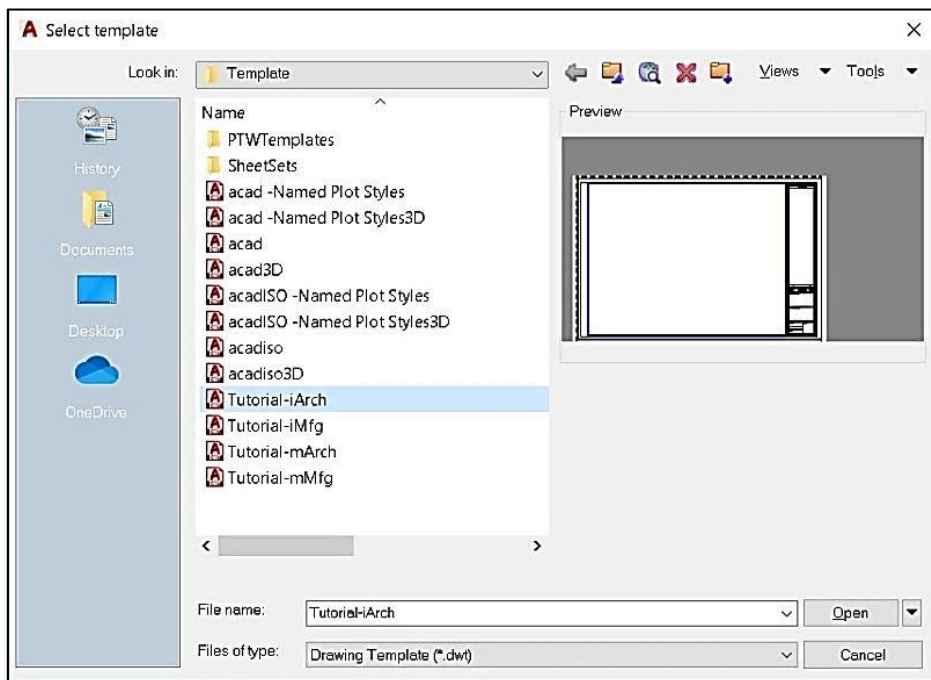 Select template
Look in: Template Views Tools
History
Documents
Desktop
OneDrive
Name
PTWTemplates
SheetSets
acad -Named Plot Styles
acad -Named Plot Styles3D
acad
acad3D
acadISO -Named Plot Styles
acadISO -Named Plot Styles3D
acadiso
acadiso3D
Tutorial-iArch
Tutorial-iMfg
Tutorial-mArch
Tutorial-mMfg
Preview
File name: Tutorial-iArch Open
Files of type: Drawing Template (*.dwt) Cancel